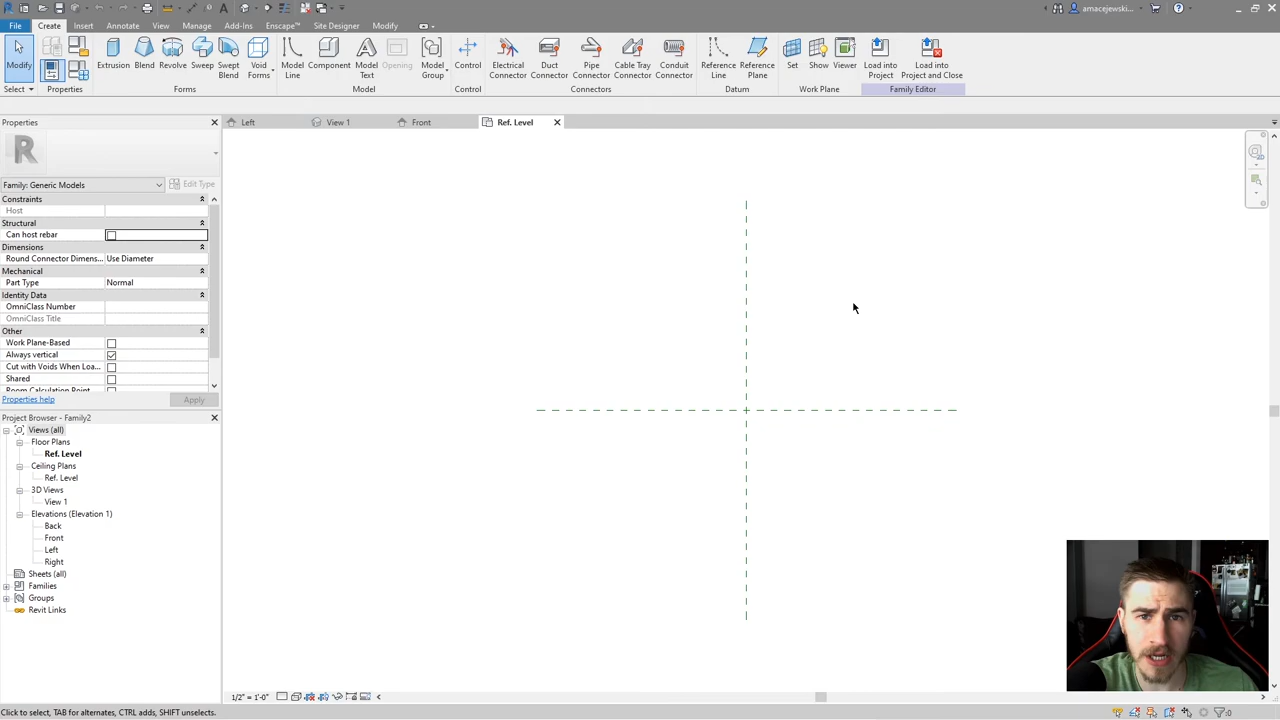 amacejewski...
File Create Insert Annotate View Manage Add-Ins Enscape™ Site Designer Modify
Modify Extrusion Blend Revolve Sweep Swept Blend Void Forms Model Line Component Model Text Opening Model Group Control Electrical Connector Duct Connector Pipe Connector Cable Tray Connector Conduit Connector Reference Line Reference Plane Set Show Viewer Load into Project Load into Project and Close
Select Properties Forms Model Control Connectors Datum Work Plane Family Editor
Properties
Left View 1 Front Ref. Level
R
Family: Generic Models Edit Type
Constraints
Host
Structural
Can host rebar
Dimensions
Round Connector Dimens... Use Diameter
Mechanical
Part Type Normal
Identity Data
OmniClass Number
OmniClass Title
Other
Work Plane-Based
Always vertical
Cut with Voids When Loa...
Shared
Room Calculation Point
Properties help Apply
Project Browser - Family2
Views (all)
Floor Plans
Ref. Level
Ceiling Plans
Ref. Level
3D Views
View 1
Elevations (Elevation 1)
Back
Front
Left
Right
Sheets (all)
Families
Groups
Revit Links
1/2" = 1'-0"
Click to select, TAB for alternates, CTRL adds, SHIFT unselects.
:0